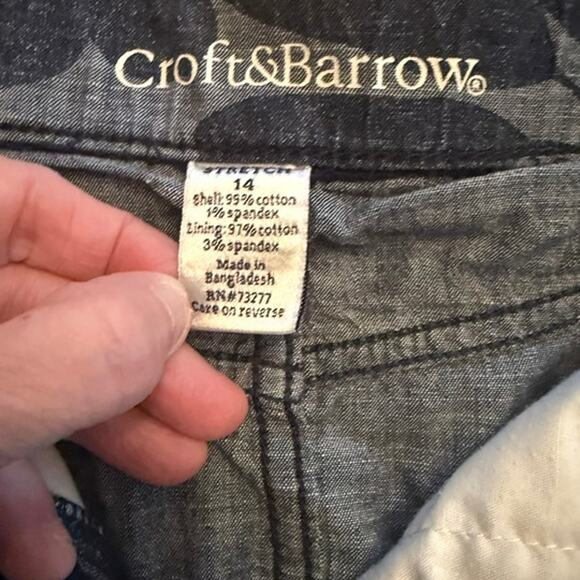 Croft&Barrow®
STRETCH
14
Shell: 99% cotton
1% spandex
Lining: 97% cotton
3% spandex
Made in
Bangladesh
RN#73277
Care on reverse